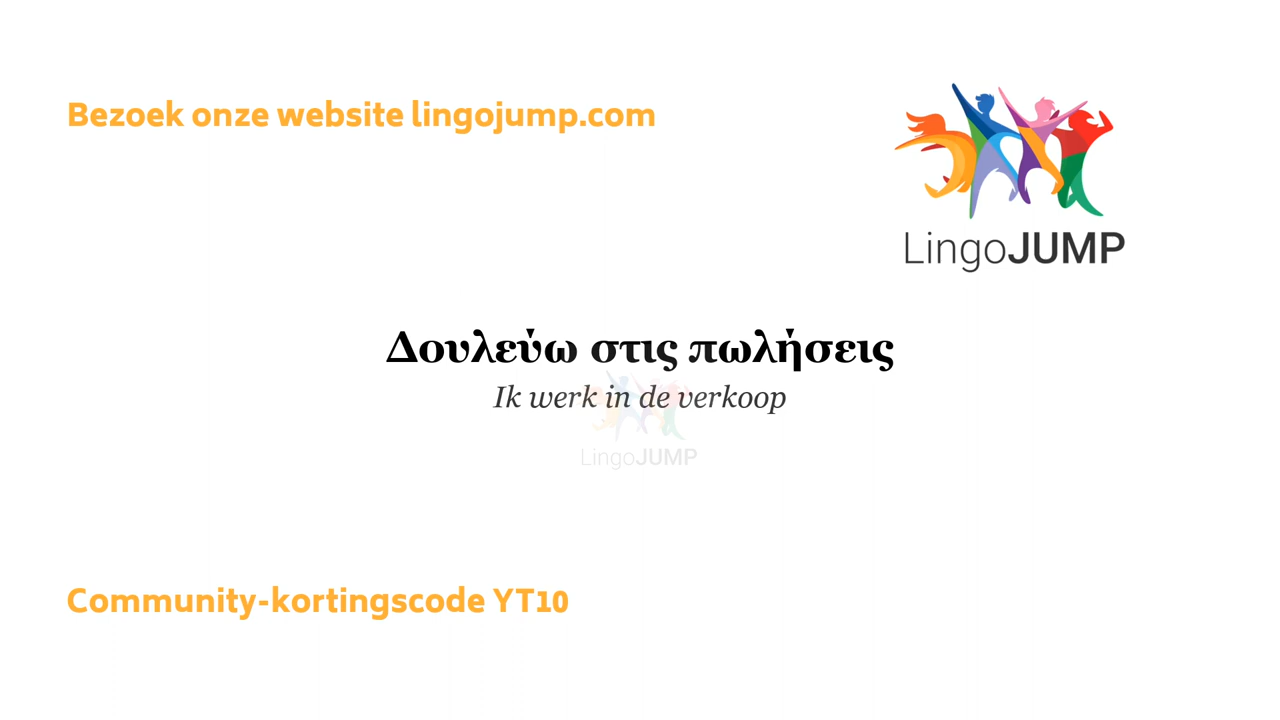 Bezoek onze website lingojump.com
LingoJUMP
Δουλεύω στις πωλήσεις
Ik werk in de verkoop
LingoJUMP
Community-kortingscode YT10